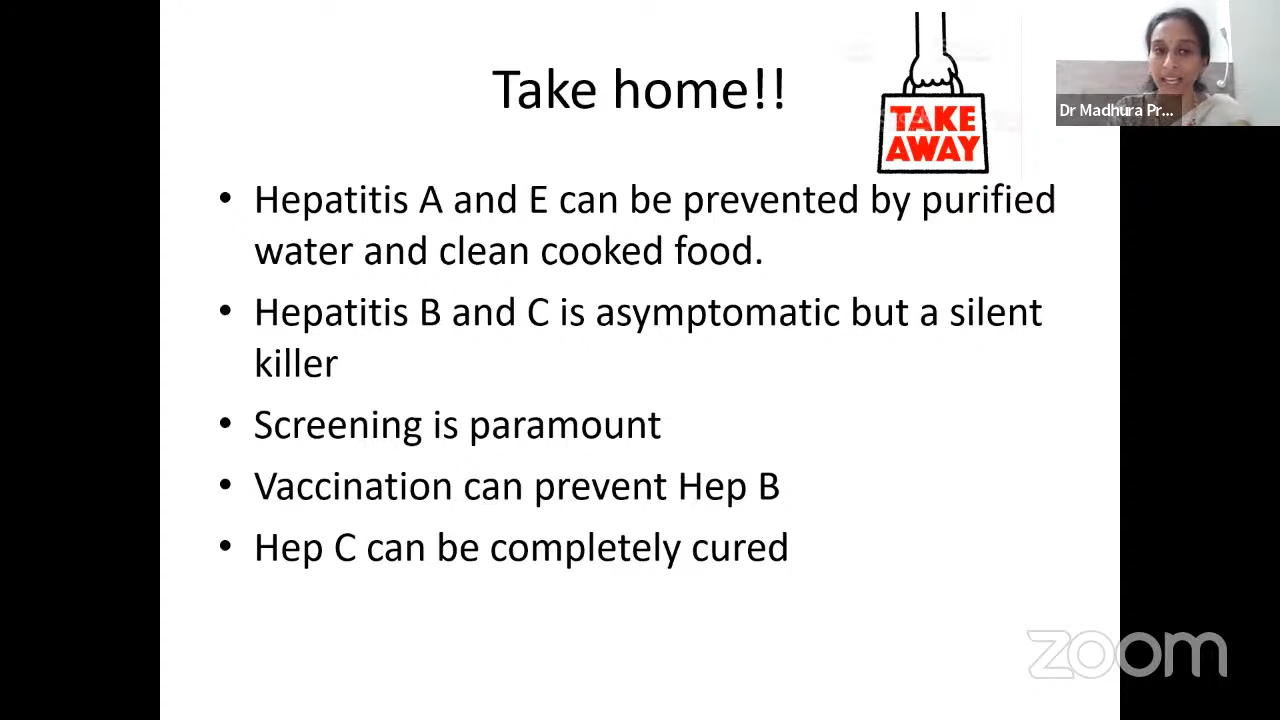 Take home!!
TAKE
AWAY
Dr Madhura Pr...
• Hepatitis A and E can be prevented by purified
water and clean cooked food.
• Hepatitis B and C is asymptomatic but a silent
killer
• Screening is paramount
• Vaccination can prevent Hep B
• Hep C can be completely cured
zoom